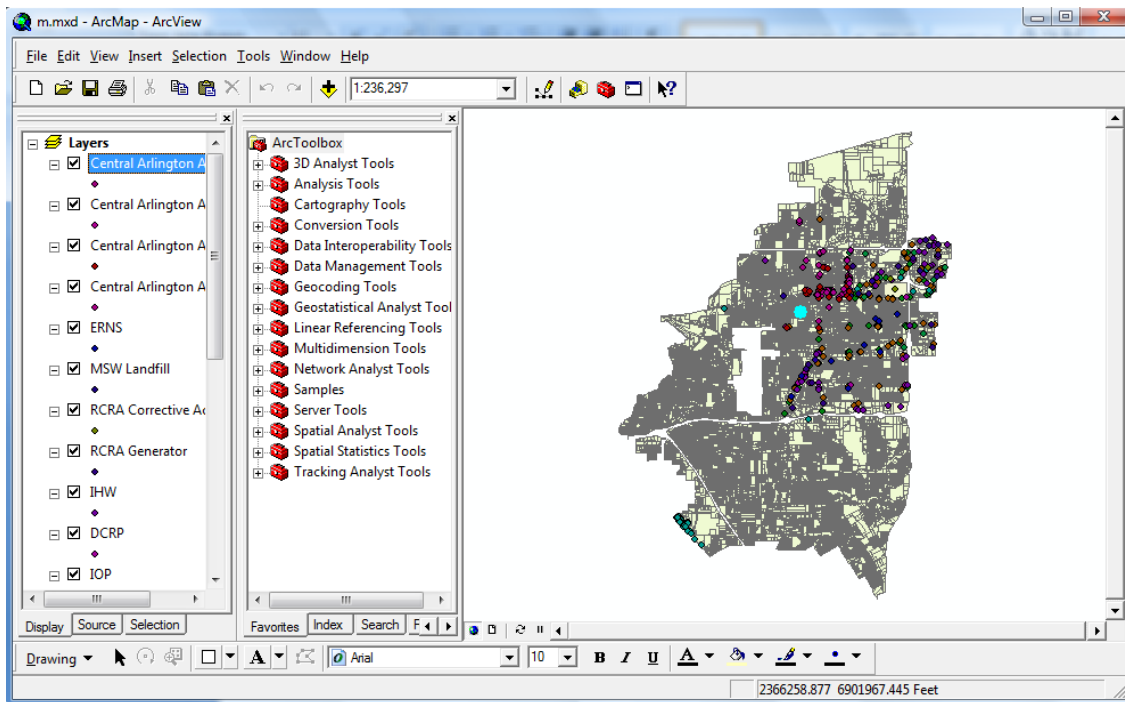 m.mxd - ArcMap - ArcView
File Edit View Insert Selection Tools Window Help
1:236,297
Layers
Central Arlington A
Central Arlington A
Central Arlington A
Central Arlington A
ERNS
MSW Landfill
RCRA Corrective Ac
RCRA Generator
IHW
DCRP
IOP
Display Source Selection
ArcToolbox
3D Analyst Tools
Analysis Tools
Cartography Tools
Conversion Tools
Data Interoperability Tools
Data Management Tools
Geocoding Tools
Geostatistical Analyst Tool
Linear Referencing Tools
Multidimension Tools
Network Analyst Tools
Samples
Server Tools
Spatial Analyst Tools
Spatial Statistics Tools
Tracking Analyst Tools
Favorites Index Search
Drawing A Arial 10 B I U A
2366258.877 6901967.445 Feet